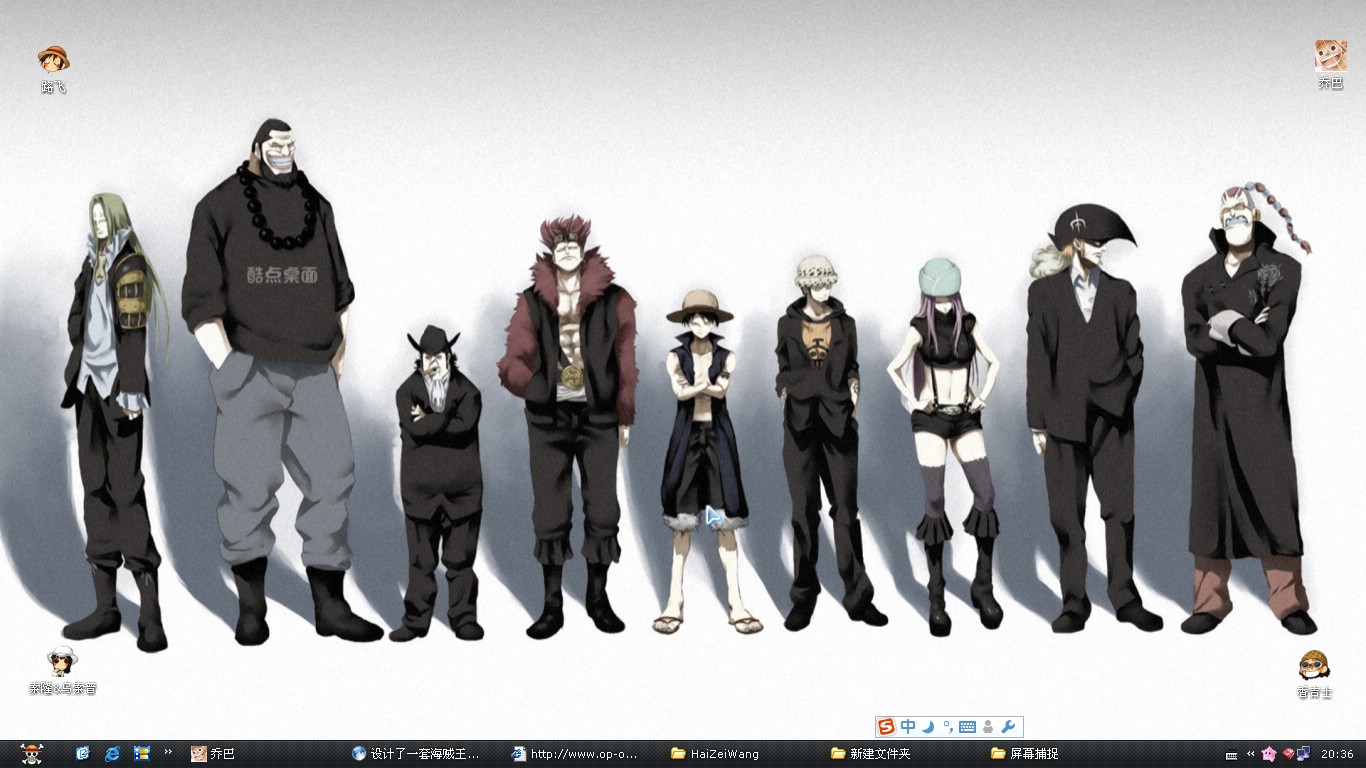 路飞
乔巴
酷点桌面
索隆&乌索普
香吉士
中
乔巴
设计了一套海贼王...
http://www.op-o...
HaiZeiWang
新建文件夹
屏幕捕捉
20:36